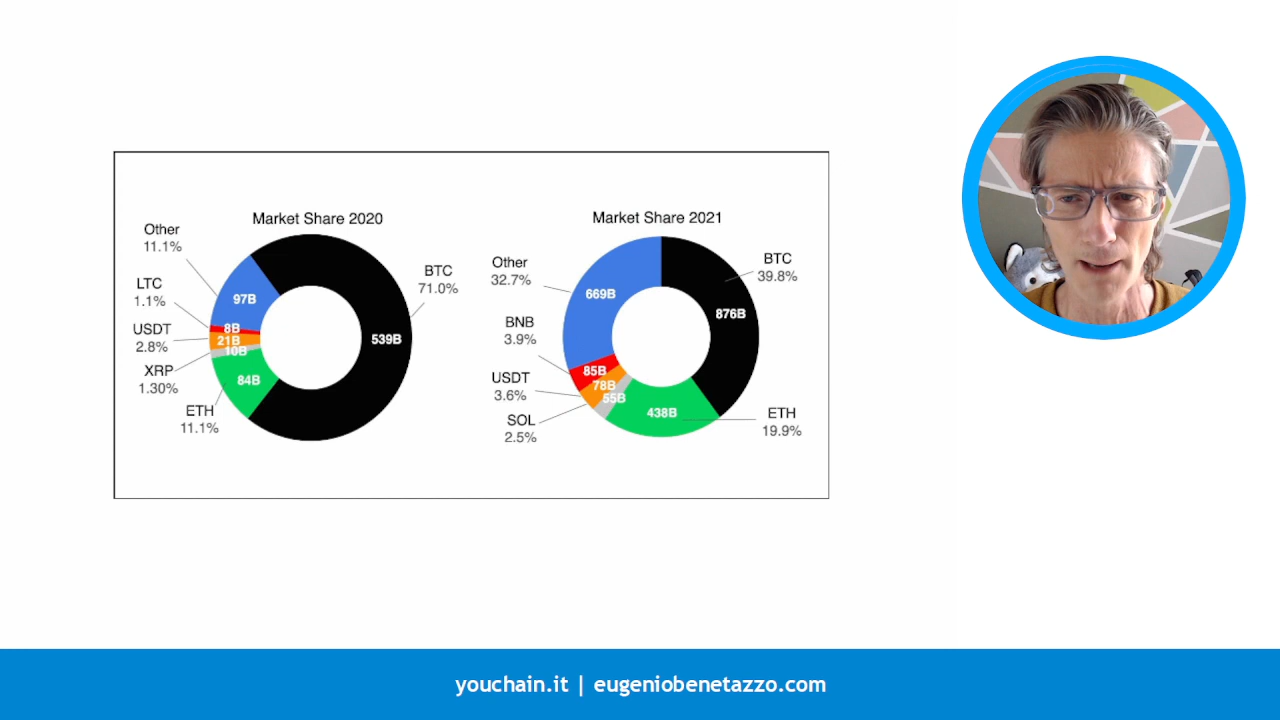 Market Share 2020
Other
11.1%
LTC
1.1%
USDT
2.8%
XRP
1.30%
ETH
11.1%
BTC
71.0%
97B
8B
21B
10B
84B
539B
Market Share 2021
Other
32.7%
BNB
3.9%
USDT
3.6%
SOL
2.5%
BTC
39.8%
ETH
19.9%
669B
85B
78B
55B
438B
876B
youchain.it | eugeniobenetazzo.com